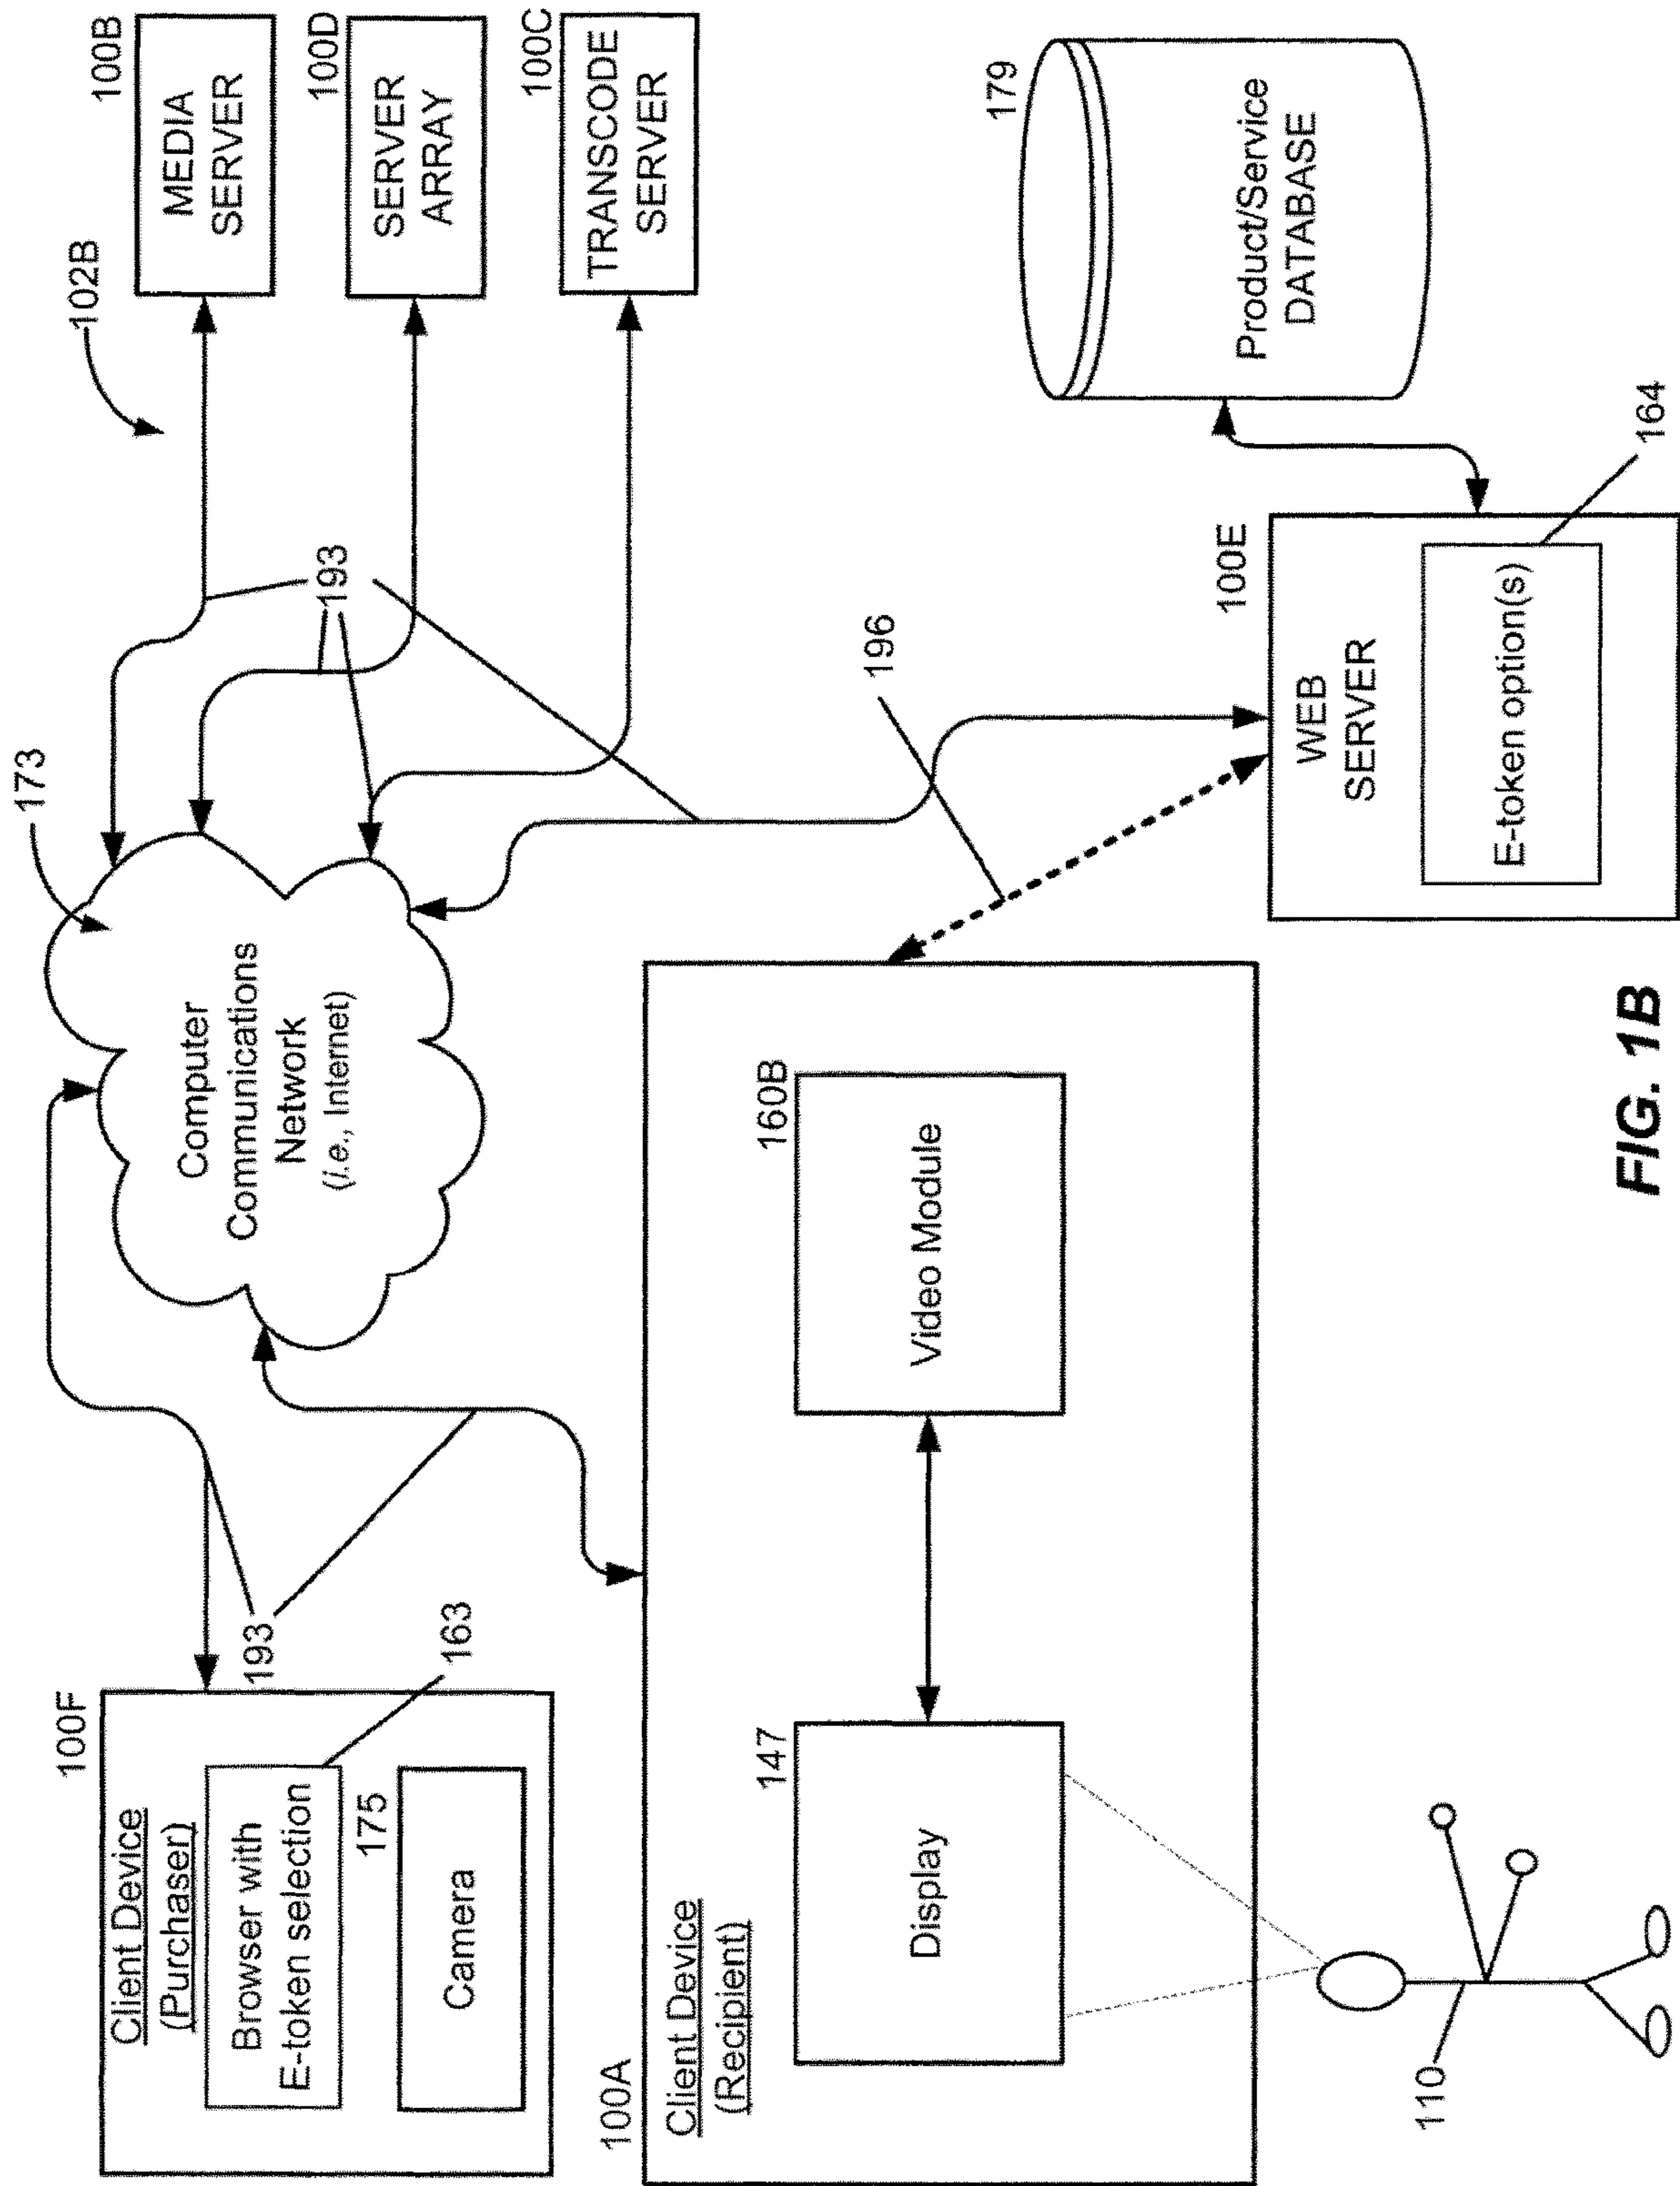 100F
Client Device
(Purchaser)
Browser with
E-token selection
163
175
Camera
193
173
Computer
Communications
Network
(i.e., Internet)
193
102B
100B
MEDIA
SERVER
100D
SERVER
ARRAY
100C
TRANSCODE
SERVER
100A
Client Device
(Recipient)
147
Display
160B
Video Module
196
179
Product/Service
DATABASE
100E
WEB
SERVER
E-token option(s)
164
110
FIG. 1B